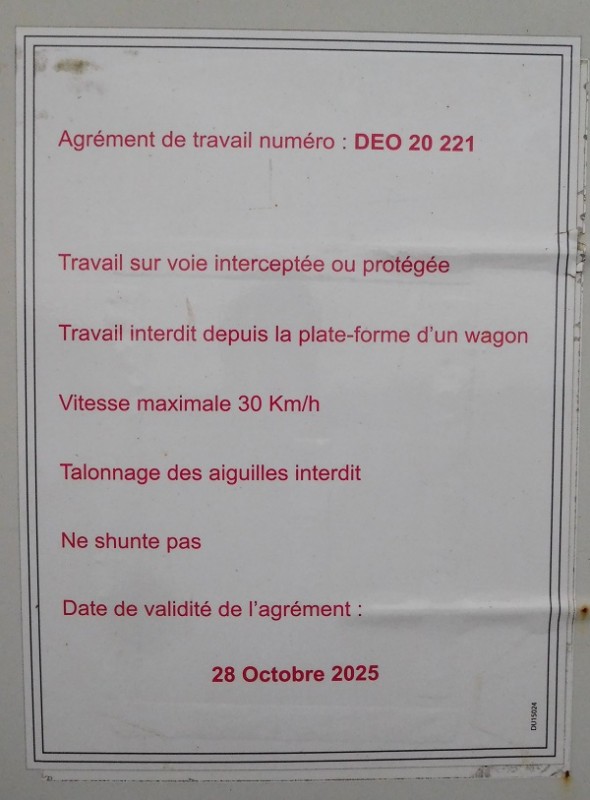 Agrément de travail numéro : DEO 20 221
Travail sur voie interceptée ou protégée
Travail interdit depuis la plate-forme d'un wagon
Vitesse maximale 30 Km/h
Talonnage des aiguilles interdit
Ne shunte pas
Date de validité de l'agrément :
28 Octobre 2025
DU15024